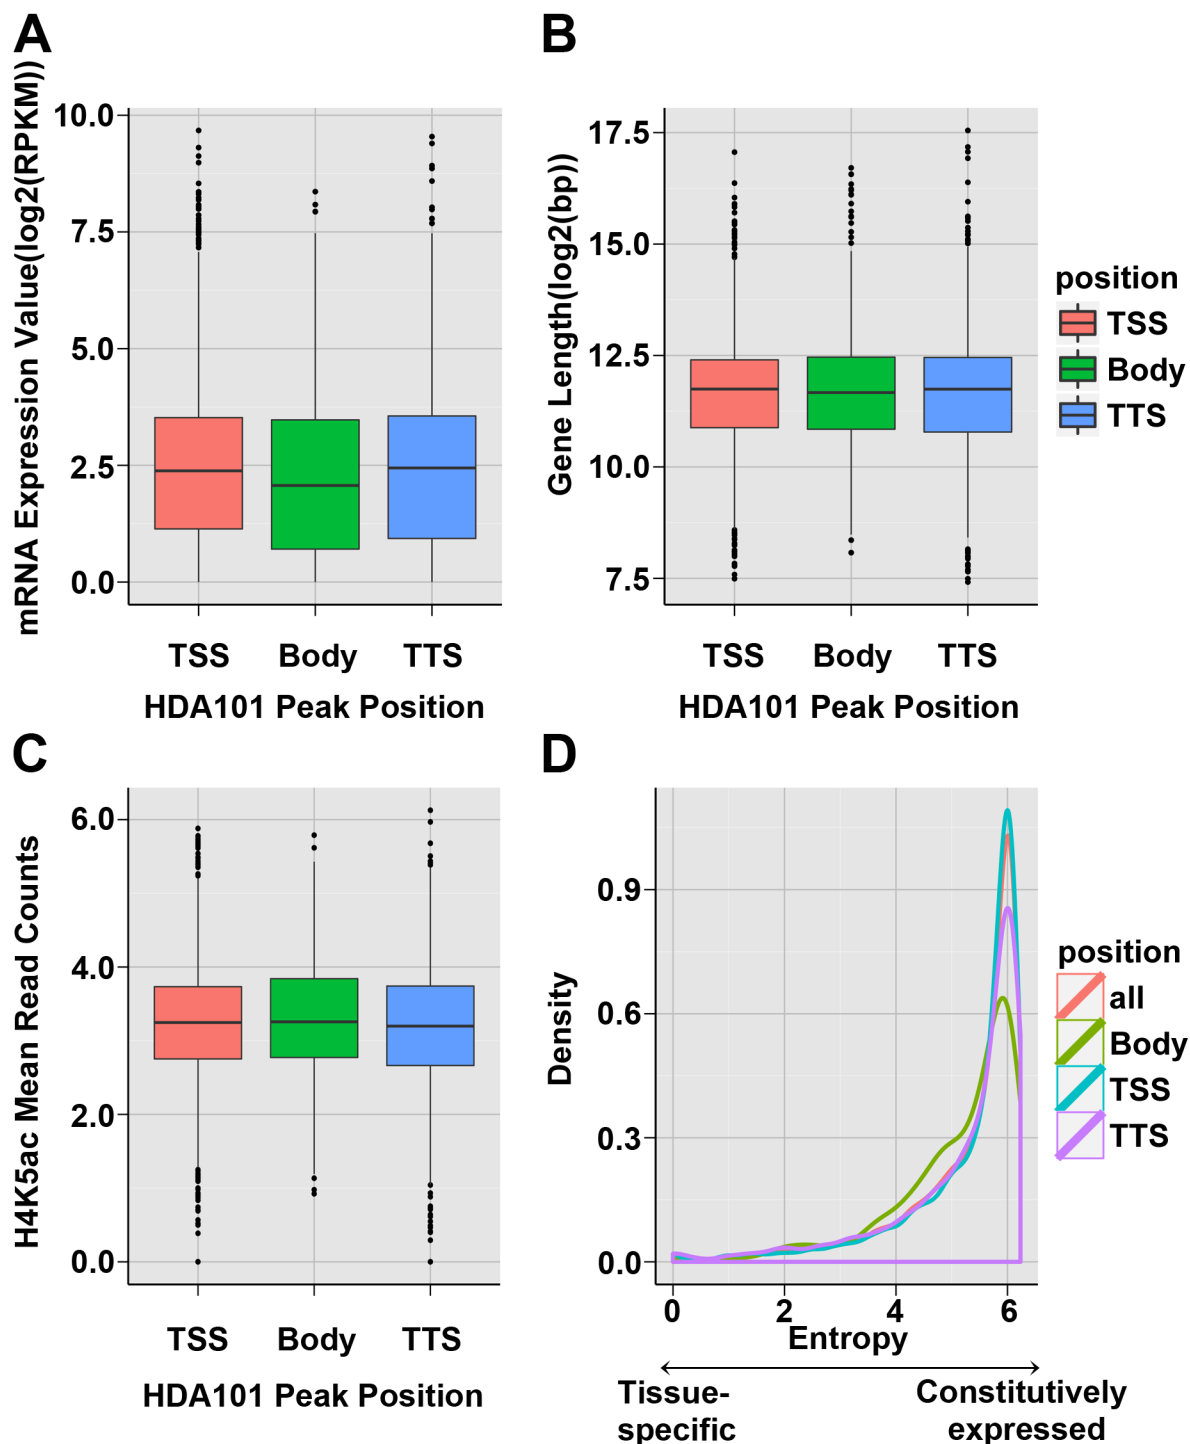 A
mRNA Expression Value(log2(RPKM))
10.0
7.5
5.0
2.5
0.0
TSS Body TTS
HDA101 Peak Position
B
Gene Length(log2(bp))
17.5
15.0
12.5
10.0
7.5
TSS Body TTS
HDA101 Peak Position
position
TSS
Body
TTS
C
H4K5ac Mean Read Counts
6.0
4.0
2.0
0.0
TSS Body TTS
HDA101 Peak Position
D
Density
0.9
0.6
0.3
0.0
0 2 4 6
Entropy
Tissue-
specific
Constitutively
expressed
position
all
Body
TSS
TTS